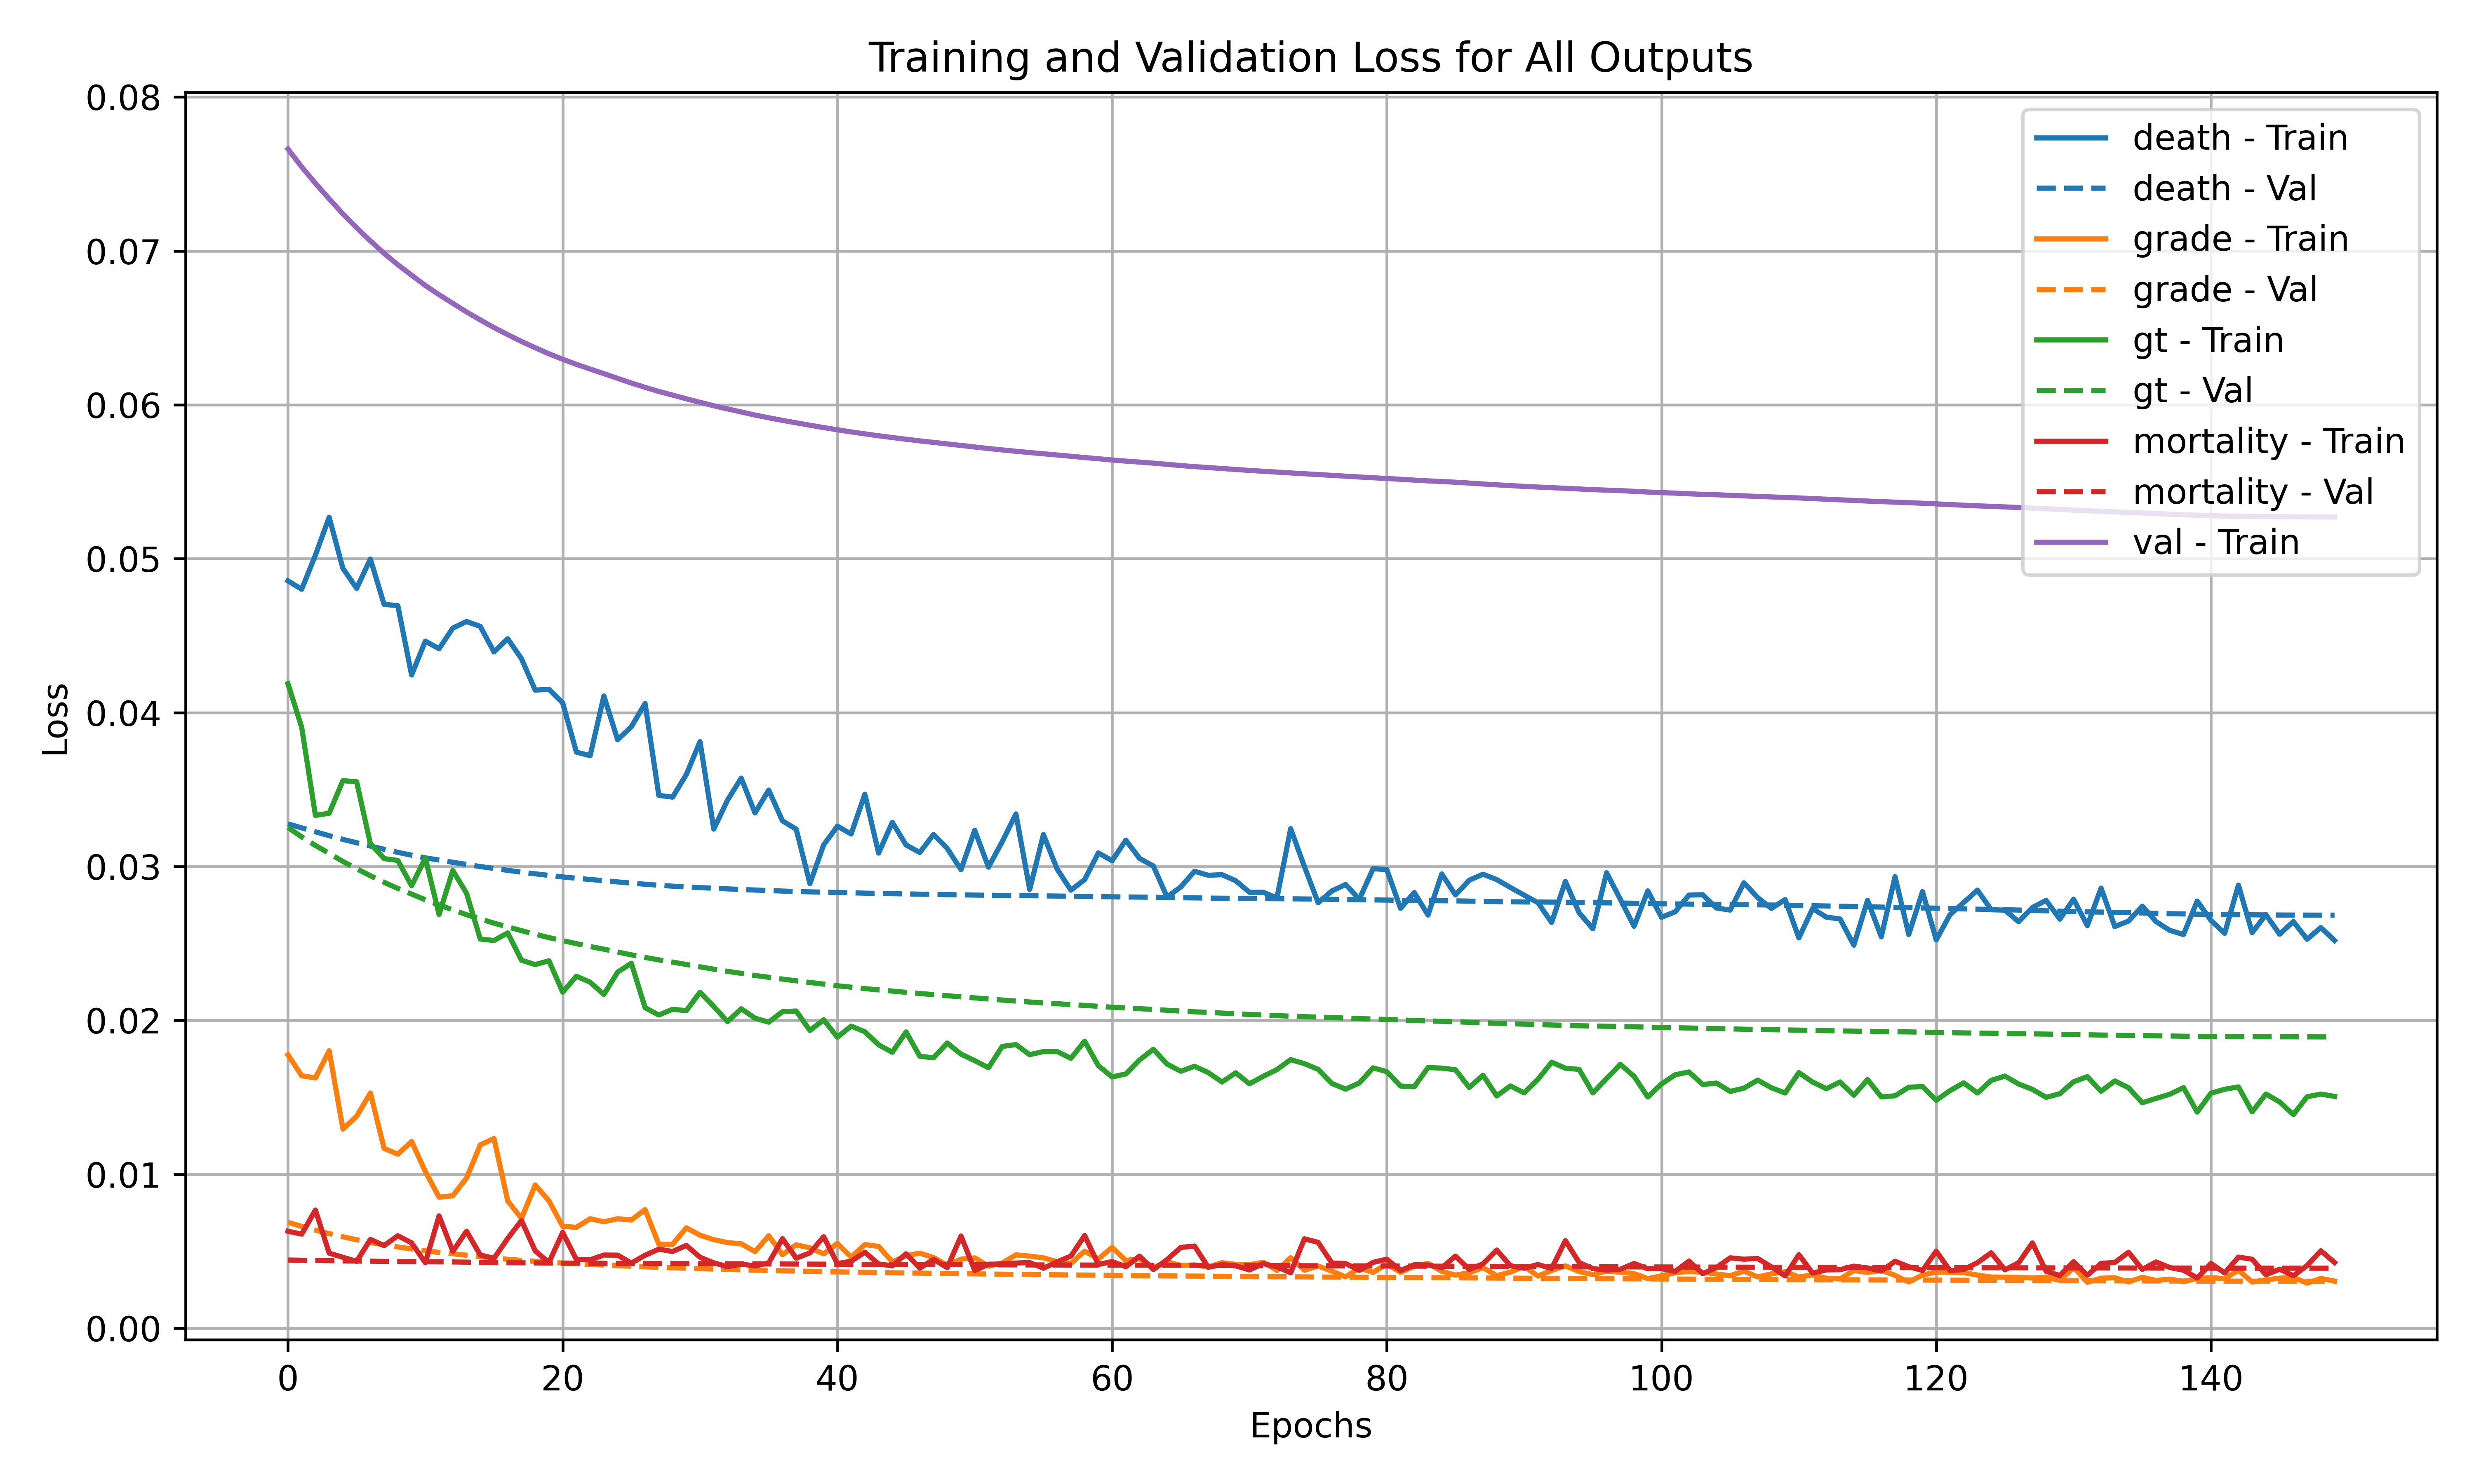 Training and Validation Loss for All Outputs
0.08
0.07
0.06
0.05
0.04
0.03
0.02
0.01
0.00
Loss
death - Train
death - Val
grade - Train
grade - Val
gt - Train
gt - Val
mortality - Train
mortality - Val
val - Train
0 20 40 60 80 100 120 140
Epochs